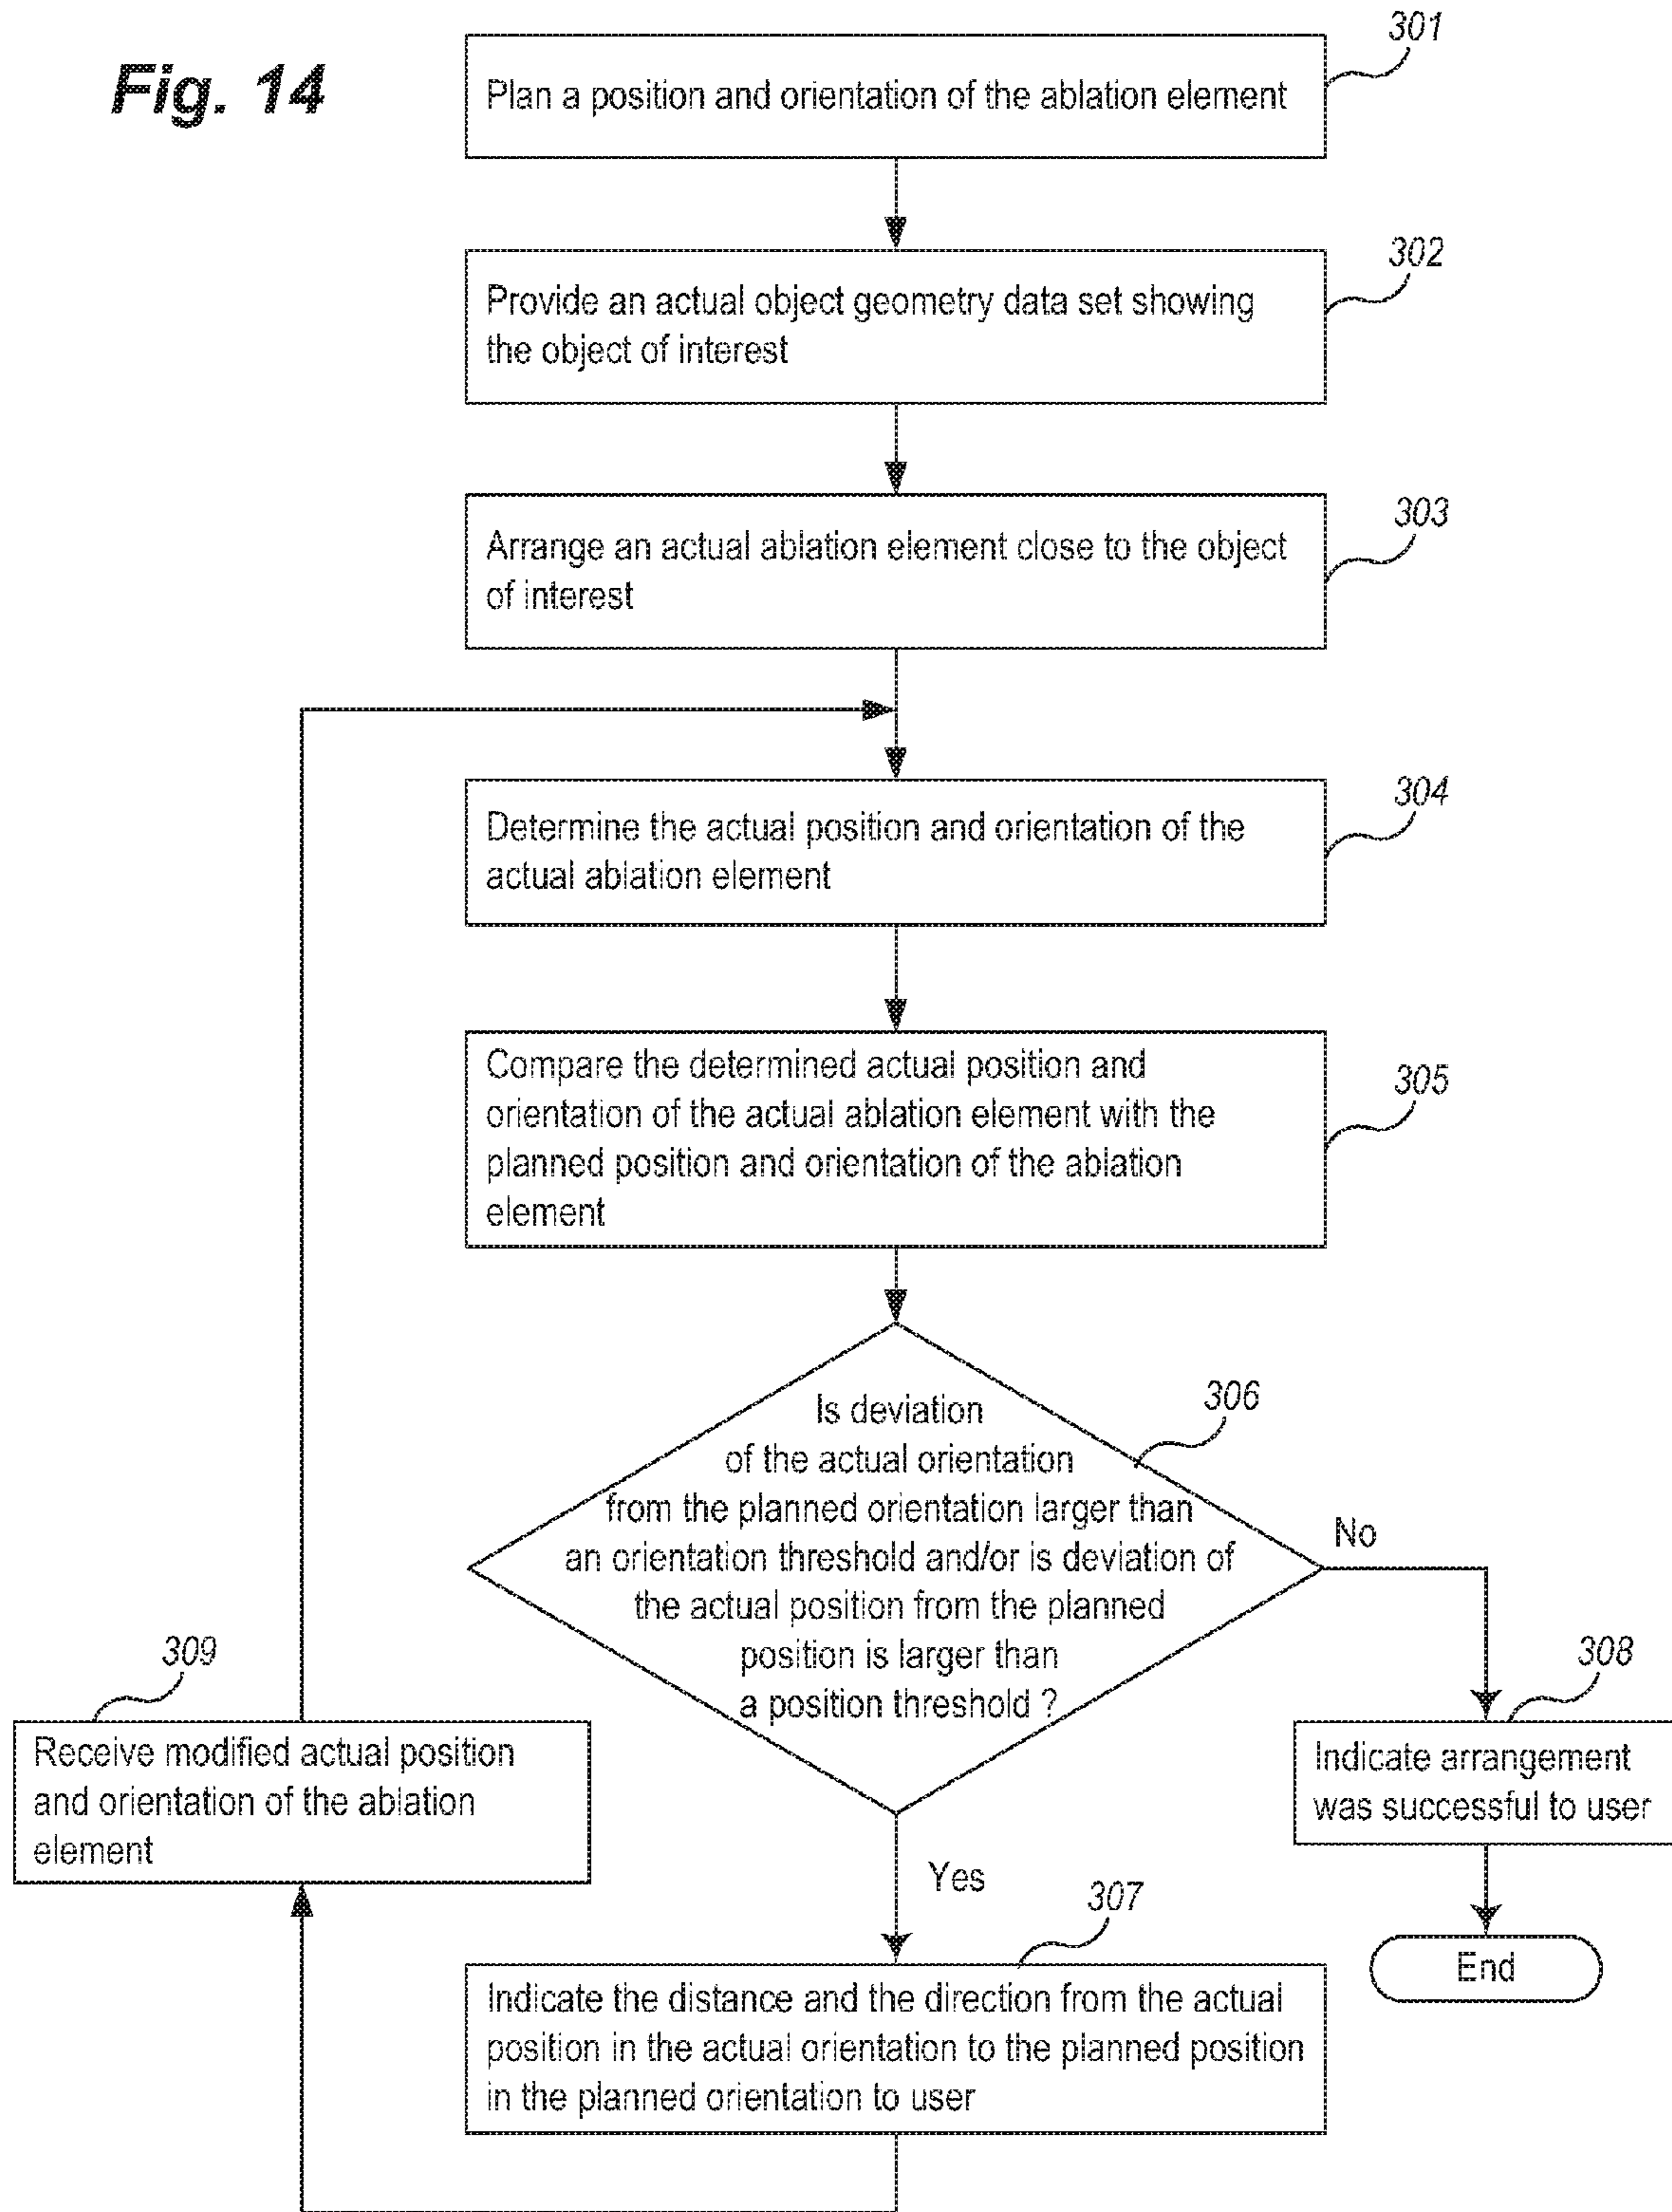 Fig. 14
301
Plan a position and orientation of the ablation element
302
Provide an actual object geometry data set showing
the object of interest
303
Arrange an actual ablation element close to the object
of interest
304
Determine the actual position and orientation of the
actual ablation element
305
Compare the determined actual position and
orientation of the actual ablation element with the
planned position and orientation of the ablation
element
306
Is deviation
of the actual orientation
from the planned orientation larger than
an orientation threshold and/or is deviation of
the actual position from the planned
position is larger than
a position threshold ?
No
308
Indicate arrangement
was successful to user
End
Yes
307
Indicate the distance and the direction from the actual
position in the actual orientation to the planned position
in the planned orientation to user
309
Receive modified actual position
and orientation of the ablation
element